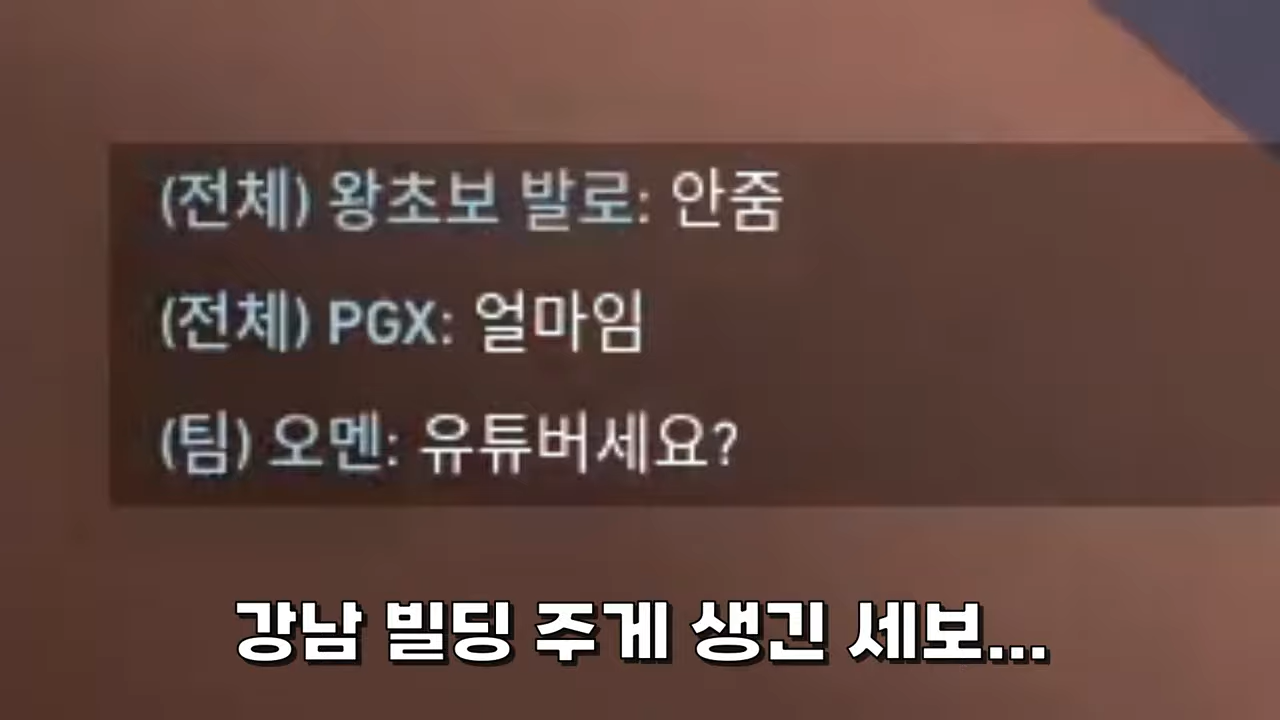 (전체) 왕초보 발로: 안줌
(전체) PGX: 얼마임
(팀) 오멘: 유튜버세요?
강남 빌딩 주게 생긴 세보...